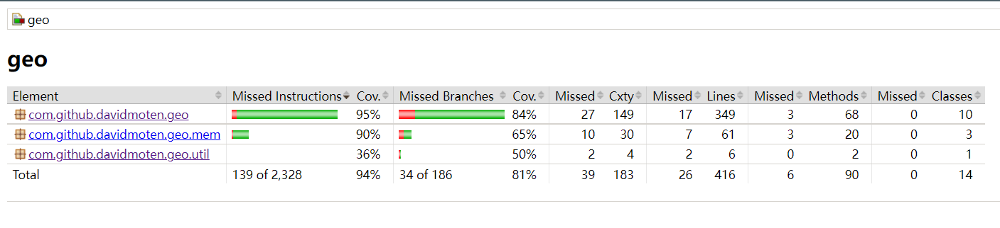 geo
geo
Element Missed Instructions Cov. Missed Branches Cov. Missed Cxty Missed Lines Missed Methods Missed Classes
com.github.davidmoten.geo 95% 84% 27 149 17 349 3 68 0 10
com.github.davidmoten.geo.mem 90% 65% 10 30 7 61 3 20 0 3
com.github.davidmoten.geo.util 36% 50% 2 4 2 6 0 2 0 1
Total 139 of 2,328 94% 34 of 186 81% 39 183 26 416 6 90 0 14